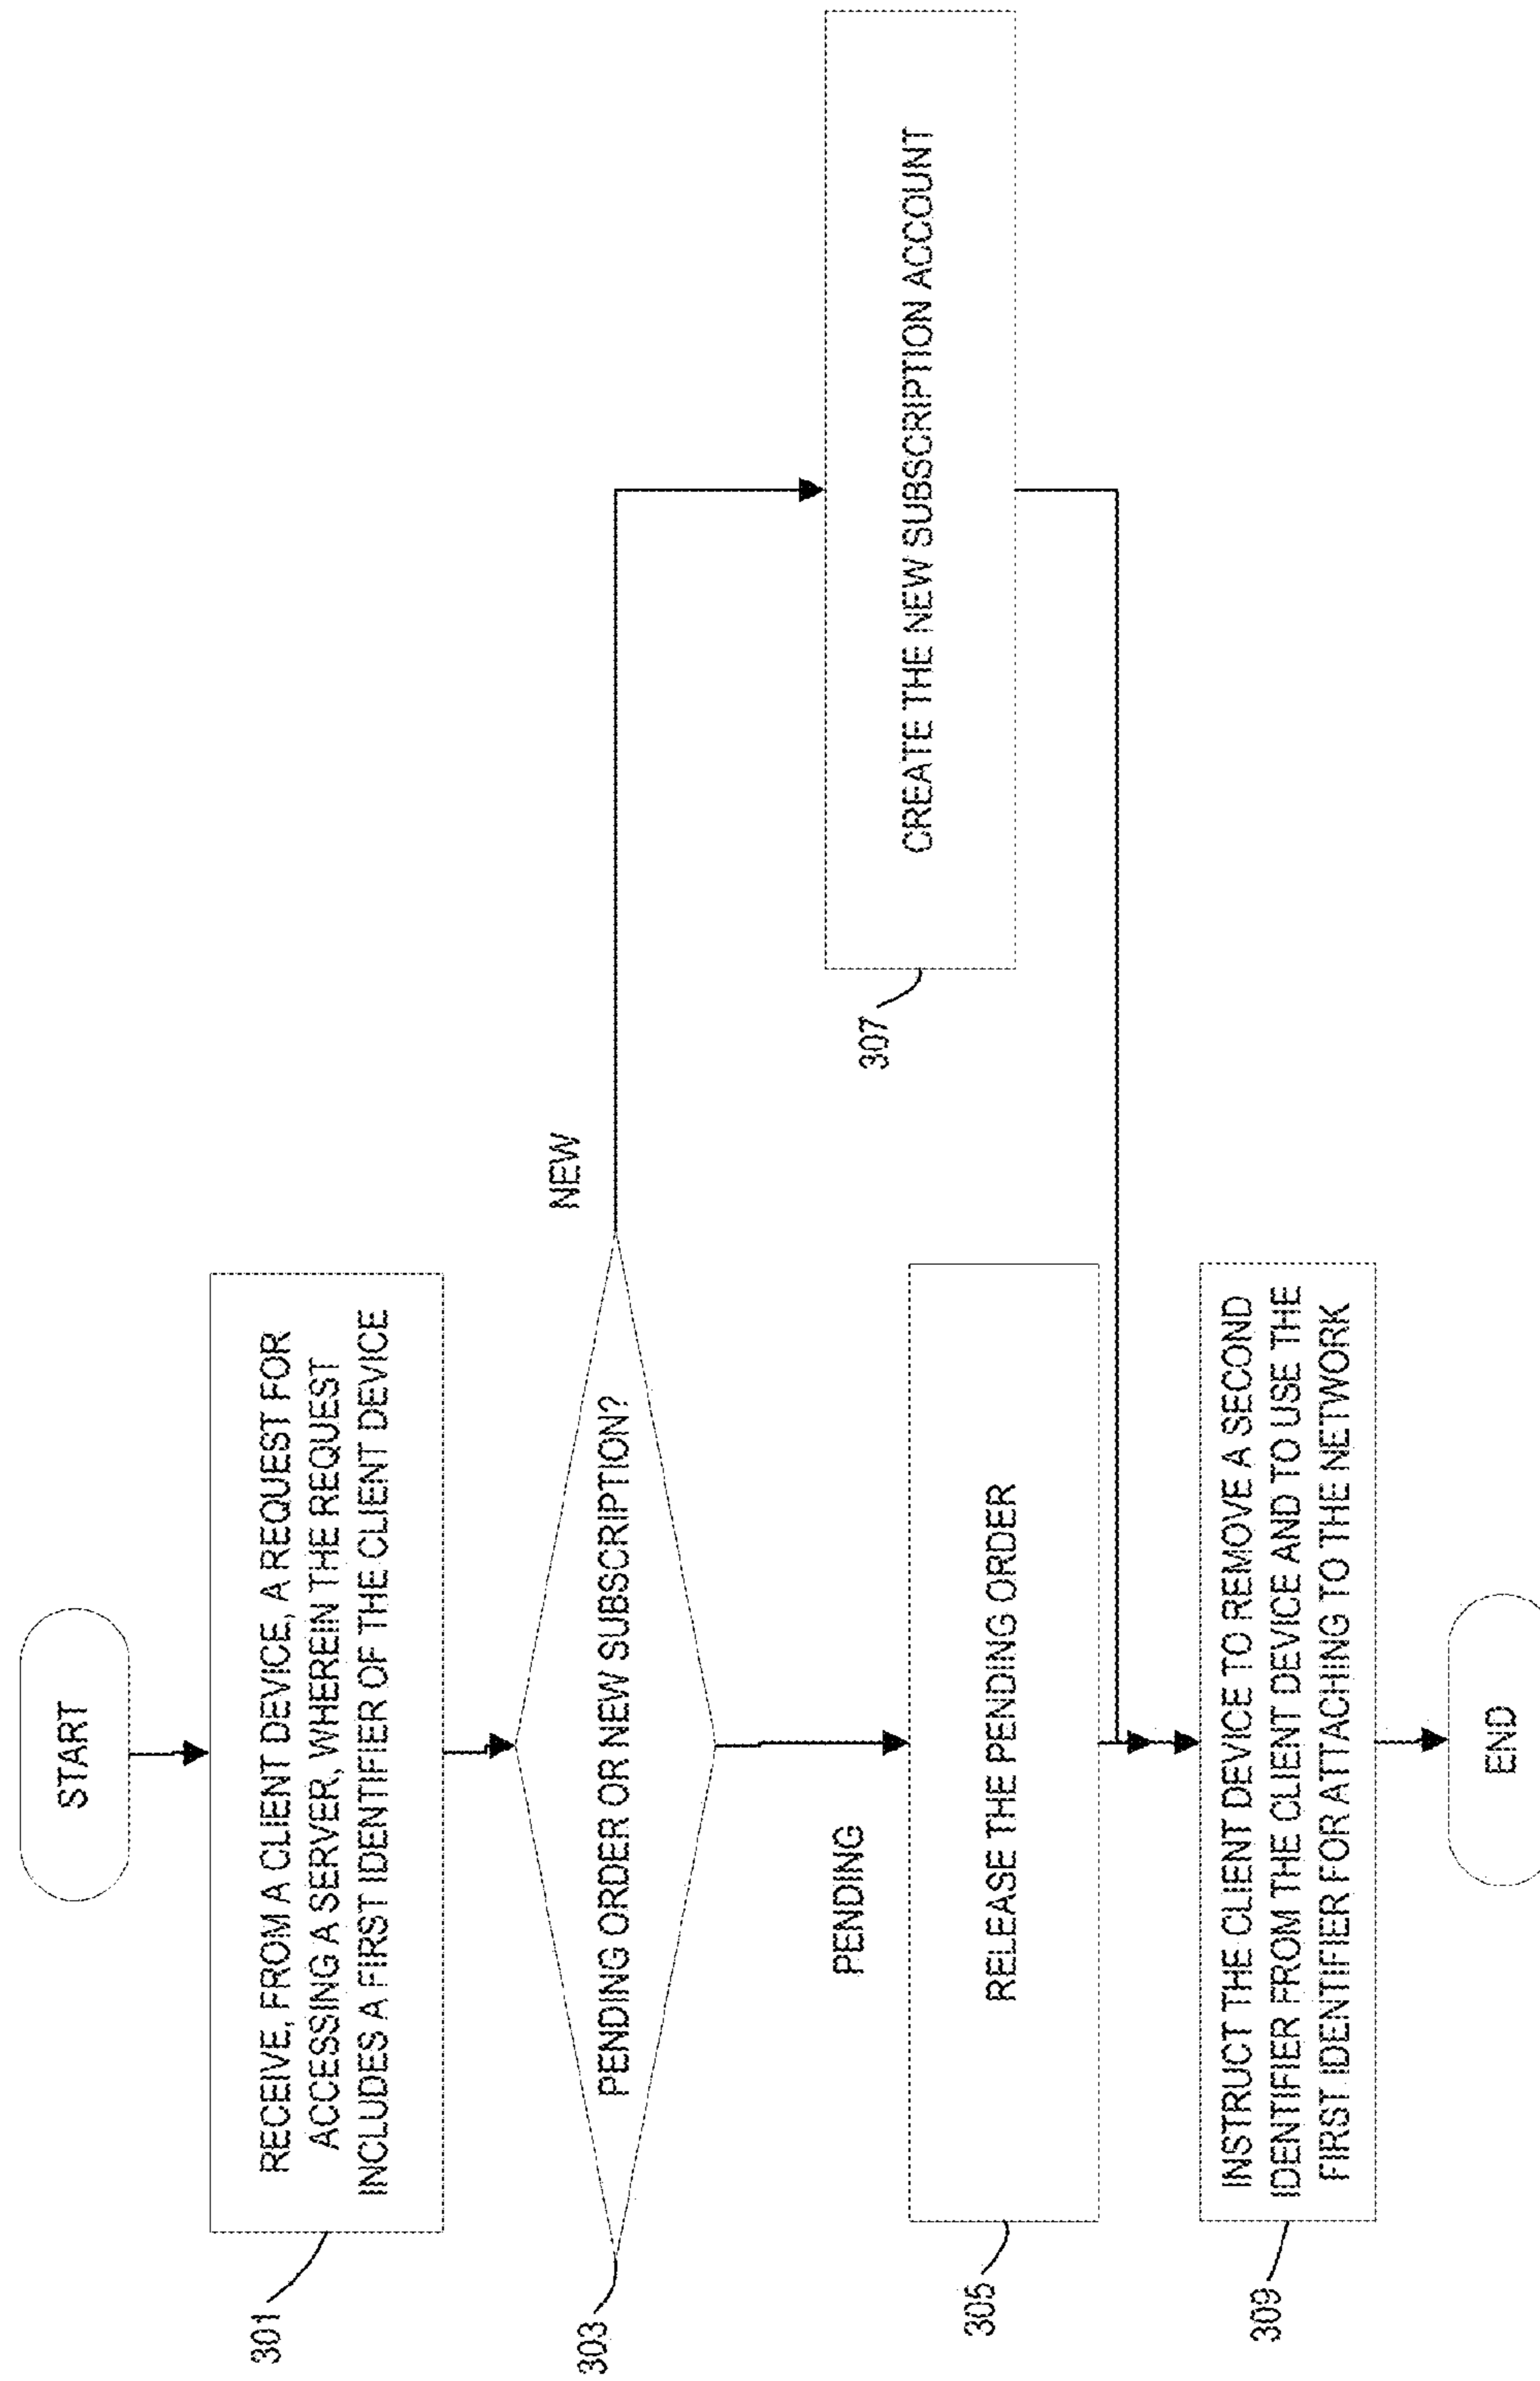 START
301
RECEIVE, FROM A CLIENT DEVICE, A REQUEST FOR
ACCESSING A SERVER, WHEREIN THE REQUEST
INCLUDES A FIRST IDENTIFIER OF THE CLIENT DEVICE
303
PENDING ORDER OR NEW SUBSCRIPTION?
NEW
PENDING
307
CREATE THE NEW SUBSCRIPTION ACCOUNT
305
RELEASE THE PENDING ORDER
309
INSTRUCT THE CLIENT DEVICE TO REMOVE A SECOND
IDENTIFIER FROM THE CLIENT DEVICE AND TO USE THE
FIRST IDENTIFIER FOR ATTACHING TO THE NETWORK
END